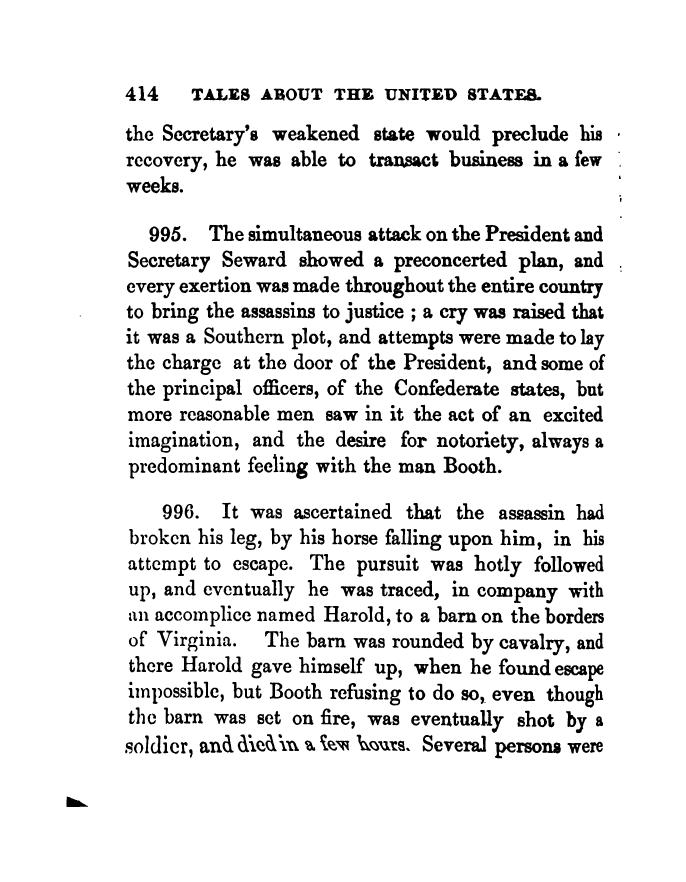 414 TALES ABOUT THE UNITED STATES.
the Secretary's weakened state would preclude his
recovery, he was able to transact business in a few
weeks.
995. The simultaneous attack on the President and
Secretary Seward showed a preconcerted plan, and
every exertion was made throughout the entire country
to bring the assassins to justice ; a cry was raised that
it was a Southern plot, and attempts were made to lay
the charge at the door of the President, and some of
the principal officers, of the Confederate states, but
more reasonable men saw in it the act of an excited
imagination, and the desire for notoriety, always a
predominant feeling with the man Booth.
996. It was ascertained that the assassin had
broken his leg, by his horse falling upon him, in his
attempt to escape. The pursuit was hotly followed
up, and eventually he was traced, in company with
an accomplice named Harold, to a barn on the borders
of Virginia. The barn was rounded by cavalry, and
there Harold gave himself up, when he found escape
impossible, but Booth refusing to do so, even though
the barn was set on fire, was eventually shot by a
soldier, and died in a few hours. Several persons were